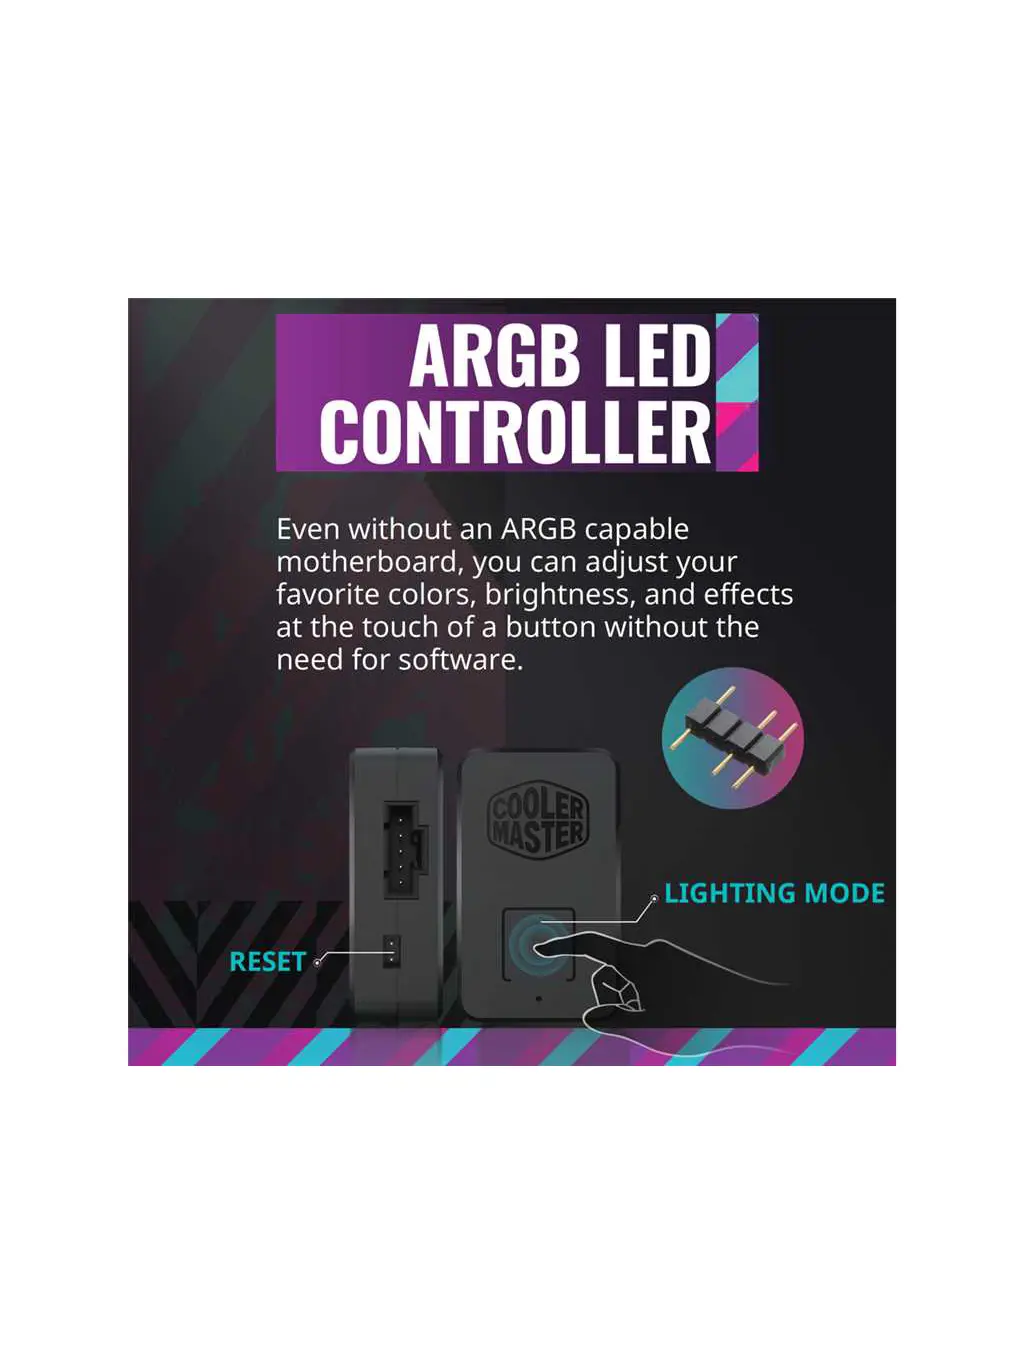 ARGB LED
CONTROLLER
Even without an ARGB capable
motherboard, you can adjust your
favorite colors, brightness, and effects
at the touch of a button without the
need for software.
COOLER
MASTER
LIGHTING MODE
RESET